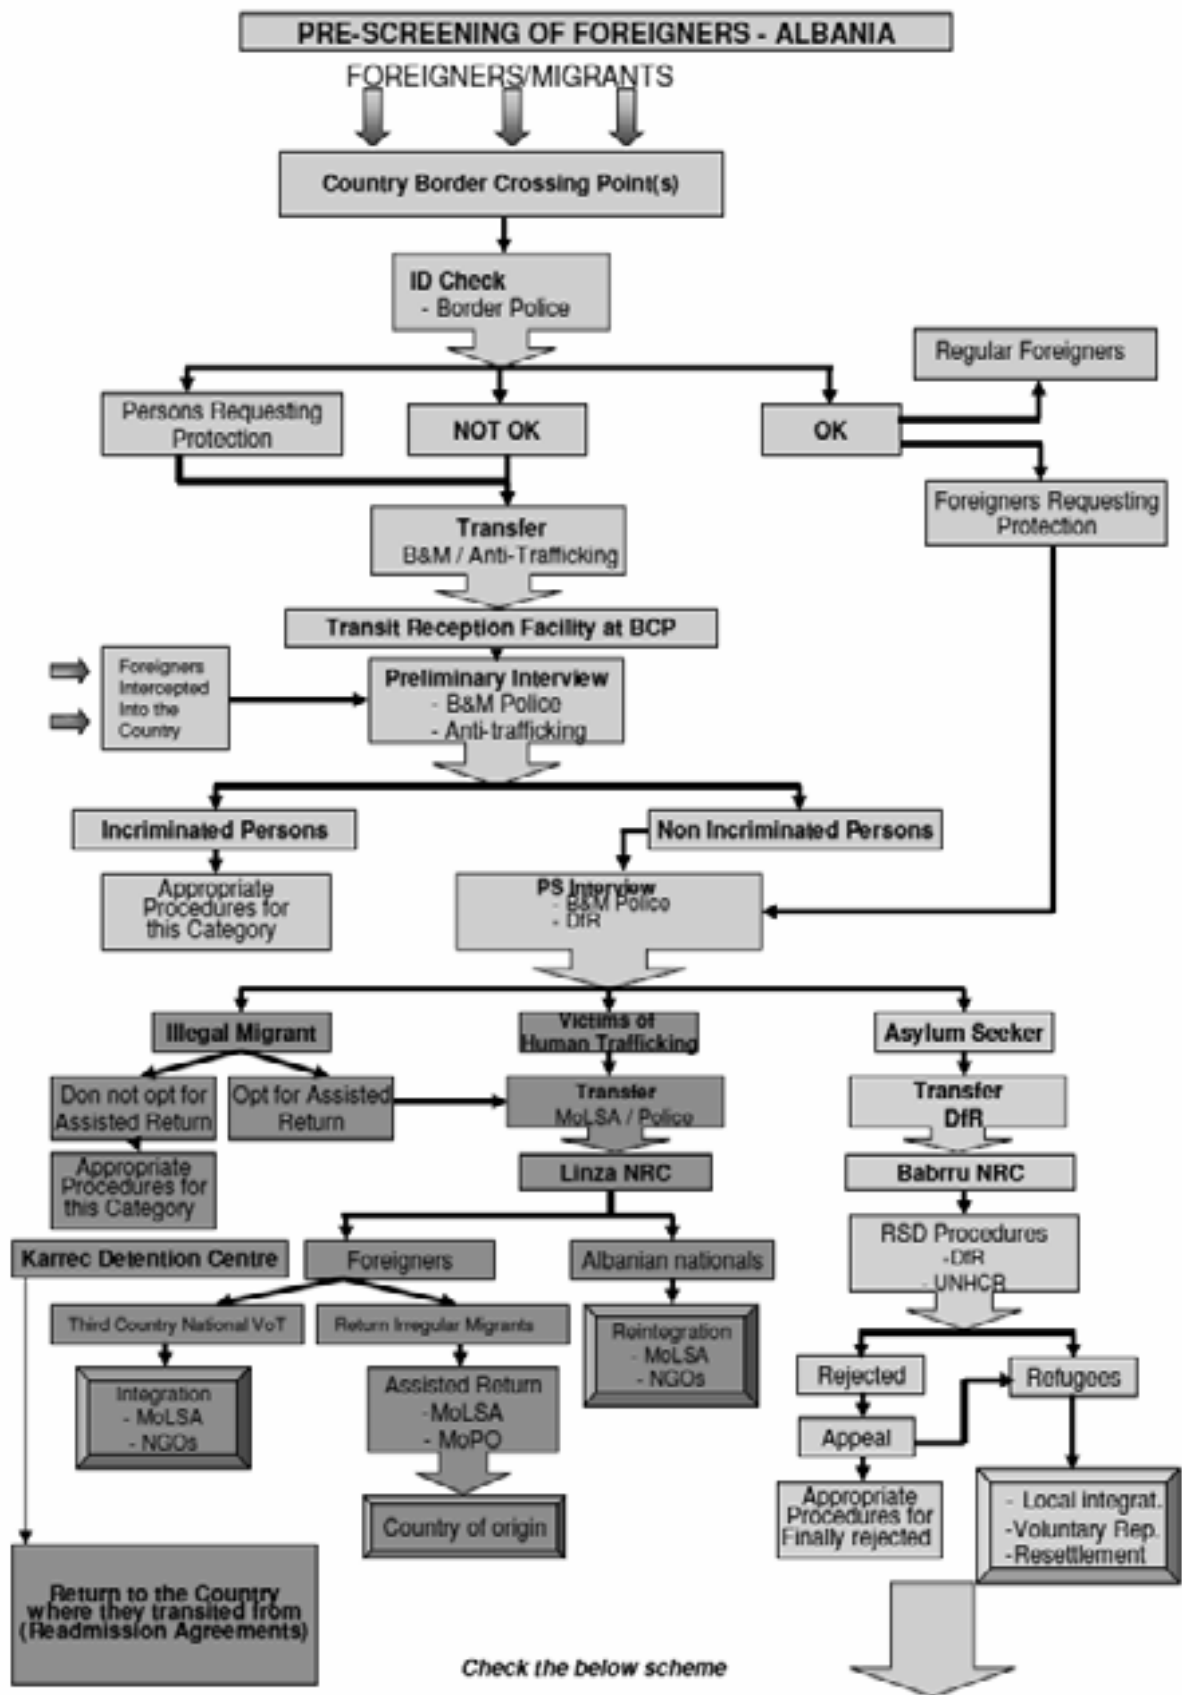 PRE-SCREENING OF FOREIGNERS - ALBANIA
FOREIGNERS/MIGRANTS
Country Border Crossing Point(s)
ID Check
- Border Police
Regular Foreigners
Persons Requesting
Protection
NOT OK
OK
Foreigners Requesting
Protection
Transfer
B&M / Anti-Trafficking
Transit Reception Facility at BCP
Foreigners
Intercepted
Into the
Country
Preliminary Interview
- B&M Police
- Anti-trafficking
Incriminated Persons
Non Incriminated Persons
Appropriate
Procedures for
this Category
PS Interview
- B&M Police
- DfR
Illegal Migrant
Victims of
Human Trafficking
Asylum Seeker
Don not opt for
Assisted Return
Opt for Assisted
Return
Transfer
MoLSA / Police
Transfer
DfR
Appropriate
Procedures for
this Category
Linza NRC
Babrru NRC
Karrec Detention Centre
Foreigners
Albanian nationals
RSD Procedures
-DfR
- UNHCR
Third Country National VoT
Return Irregular Migrants
Reintegration
- MoLSA
- NGOs
Integration
- MoLSA
- NGOs
Assisted Return
-MoLSA
- MoPO
Rejected
Refugees
Appeal
Country of origin
Appropriate
Procedures for
Finally rejected
- Local integrat.
-Voluntary Rep.
-Resettlement
Return to the Country
where they transited from
(Readmission Agreements)
Check the below scheme